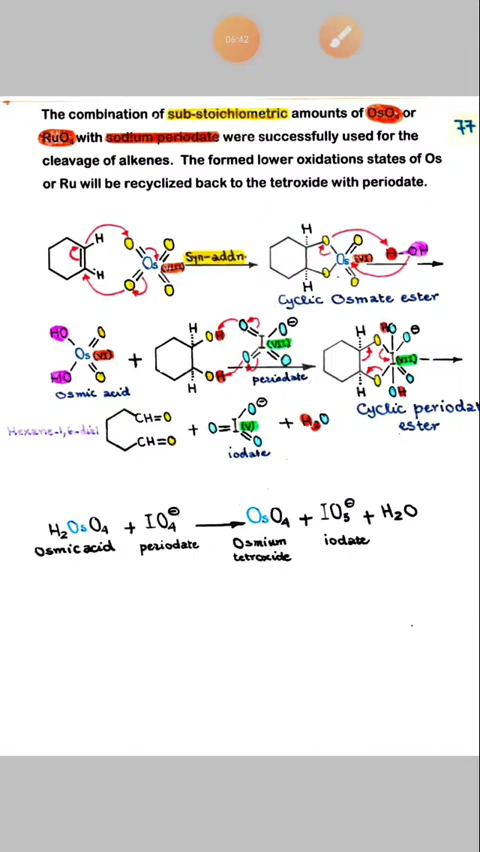 06:42
The combination of sub-stoichiometric amounts of OsO₄ or
RuO₄ with sodium periodate were successfully used for the
cleavage of alkenes. The formed lower oxidations states of Os
or Ru will be recyclized back to the tetroxide with periodate.
77
H H O O O O Os (VIII) Syn-addn.
H H O O O O Os (VI) H-OH
Cyclic Osmate ester
HO HO Os (VI) O O + H H OH OH O O O O⊖ I (VII)
Osmic acid
periodate
H H O O HO O⊖ O OH I (VII)
Cyclic periodat
ester
Hexane-1,6-dial CH=O CH=O + O=I (V) O⊖ O + H₂O
iodate
H₂OsO₄ + IO₄⊖ → OsO₄ + IO3⊖ + H₂O
Osmic acid periodate Osmium iodate
tetroxide